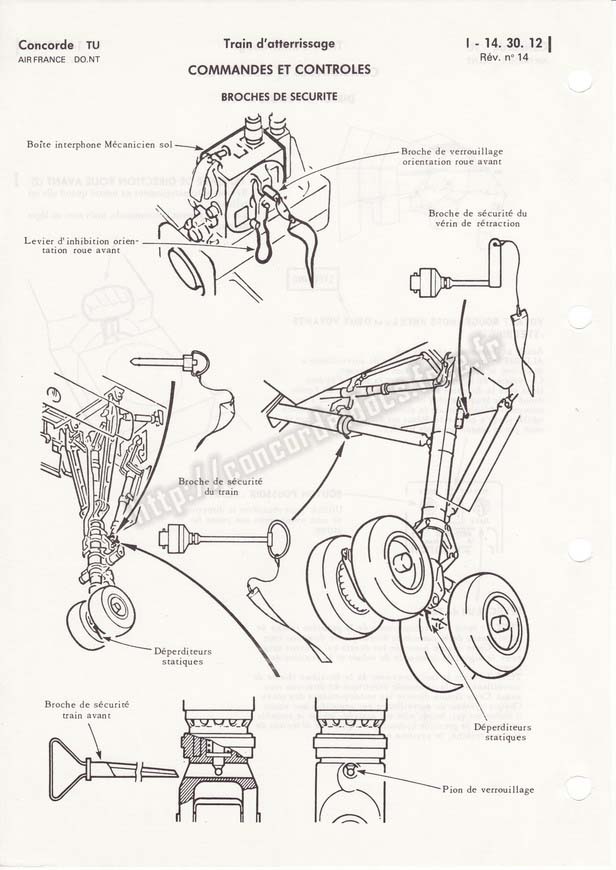 Concorde TU
AIR FRANCE DO.NT
Train d'atterrissage
COMMANDES ET CONTROLES
BROCHES DE SECURITE
I - 14. 30. 12
Rév. n° 14
Boîte interphone Mécanicien sol
Broche de verrouillage
orientation roue avant
Levier d'inhibition orien-
tation roue avant
Broche de sécurité du
vérin de rétraction
Broche de sécurité
du train
Déperditeurs
statiques
Déperditeurs
statiques
Broche de sécurité
train avant
Pion de verrouillage
http://concordedocs.free.fr